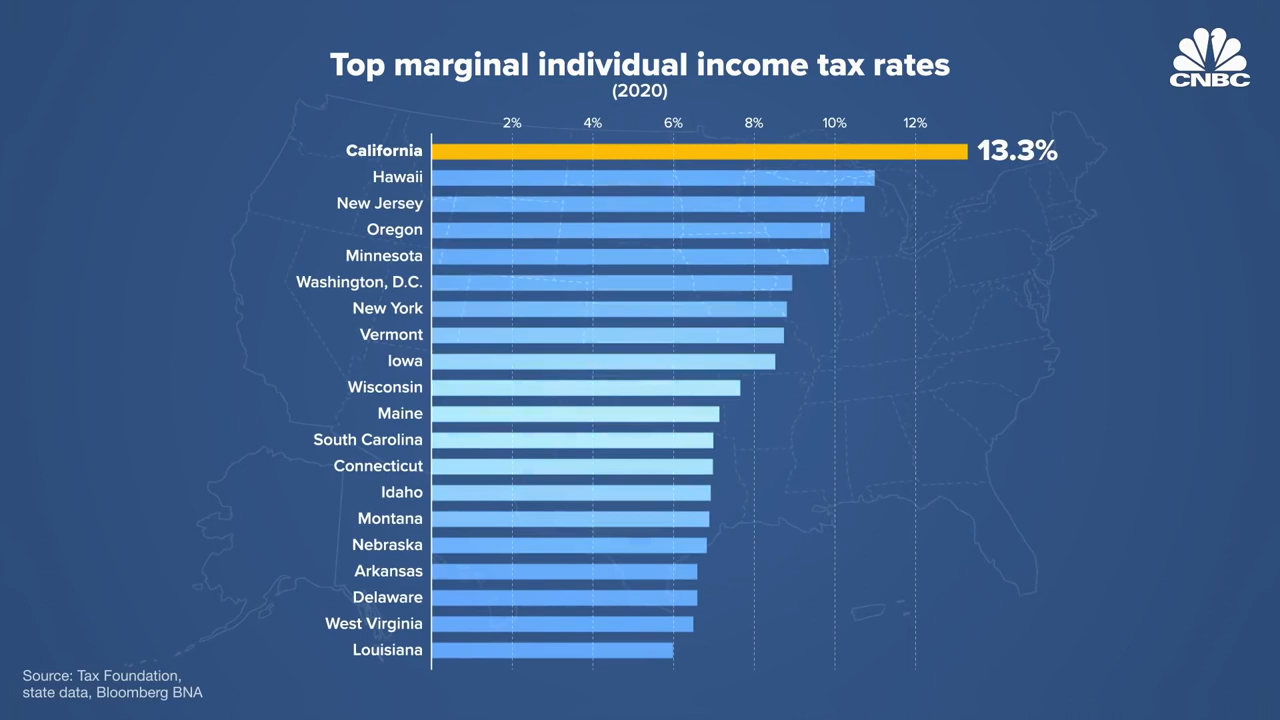 Top marginal individual income tax rates
(2020)
CNBC
2% 4% 6% 8% 10% 12%
California 13.3%
Hawaii
New Jersey
Oregon
Minnesota
Washington, D.C.
New York
Vermont
Iowa
Wisconsin
Maine
South Carolina
Connecticut
Idaho
Montana
Nebraska
Arkansas
Delaware
West Virginia
Louisiana
Source: Tax Foundation,
state data, Bloomberg BNA